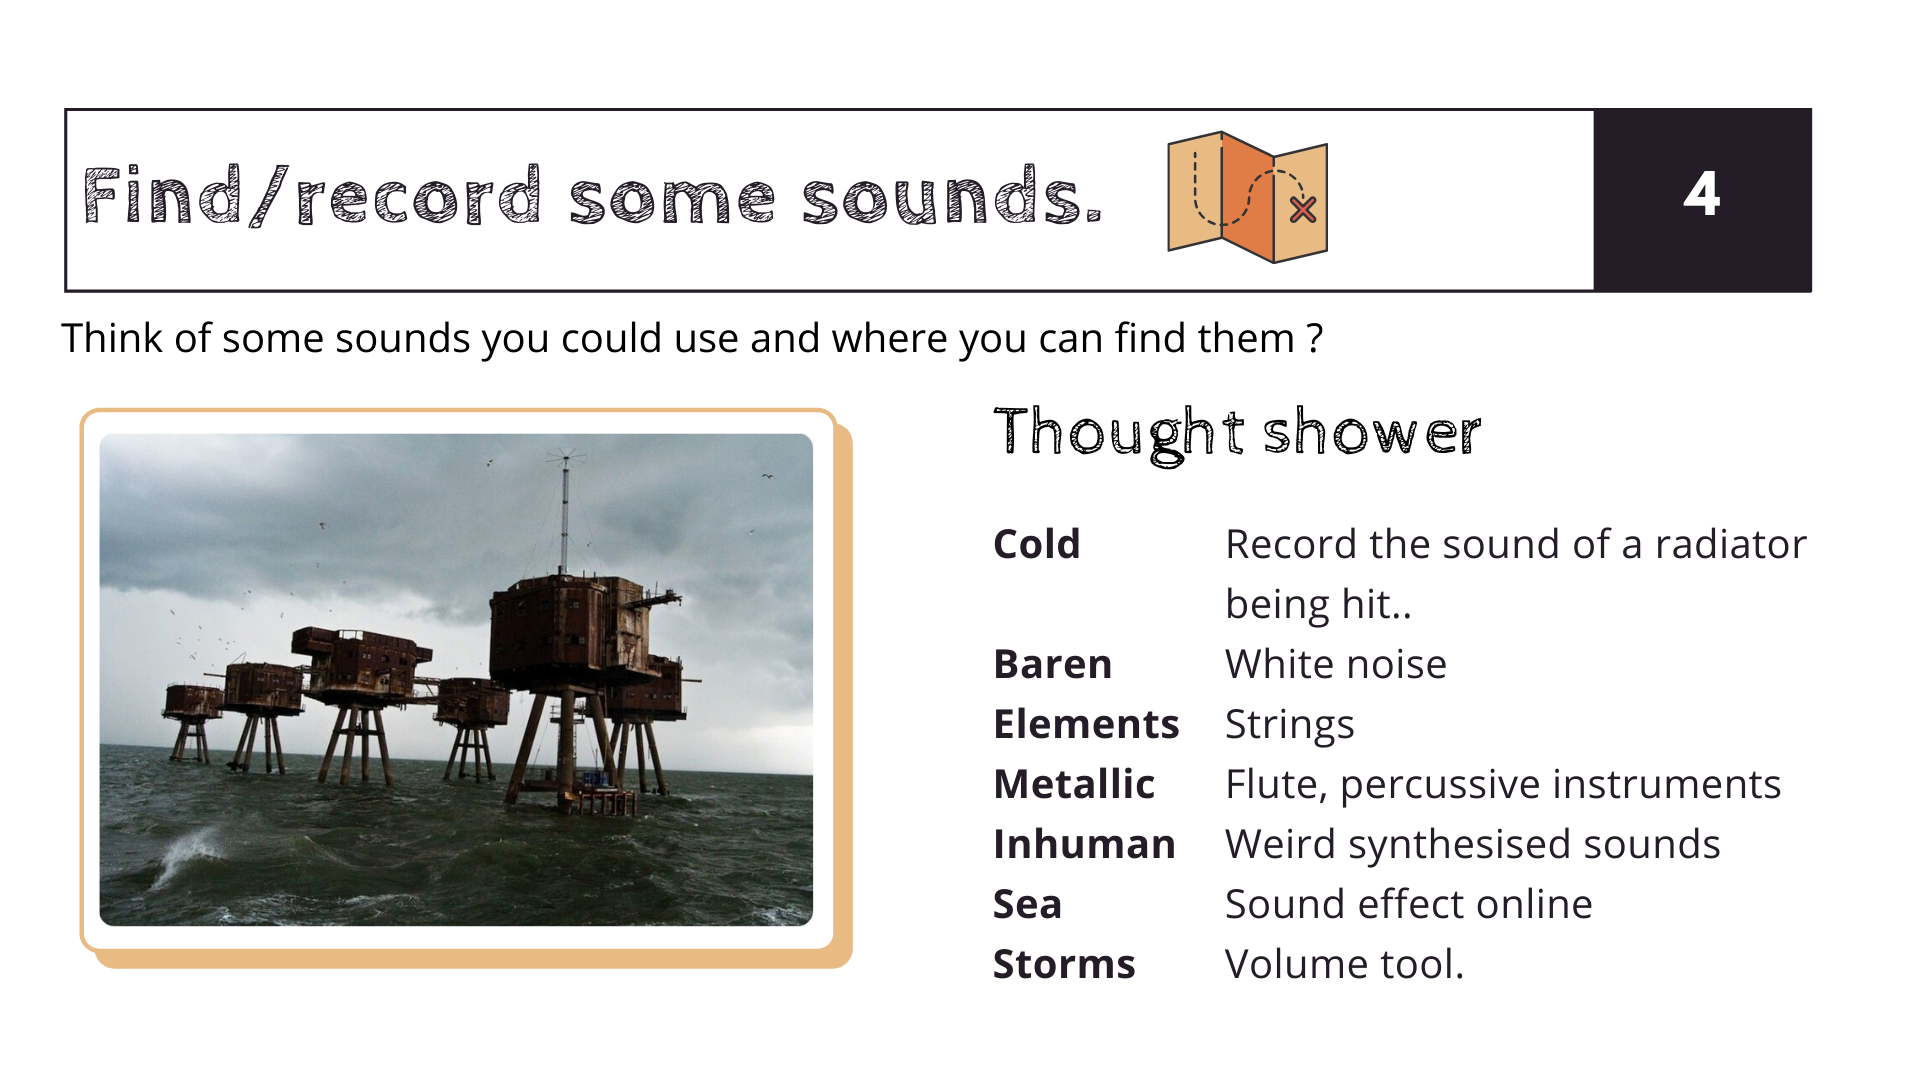 Find/record some sounds.
4
Think of some sounds you could use and where you can find them ?
Thought shower
Cold Record the sound of a radiator
being hit..
Baren White noise
Elements Strings
Metallic Flute, percussive instruments
Inhuman Weird synthesised sounds
Sea Sound effect online
Storms Volume tool.